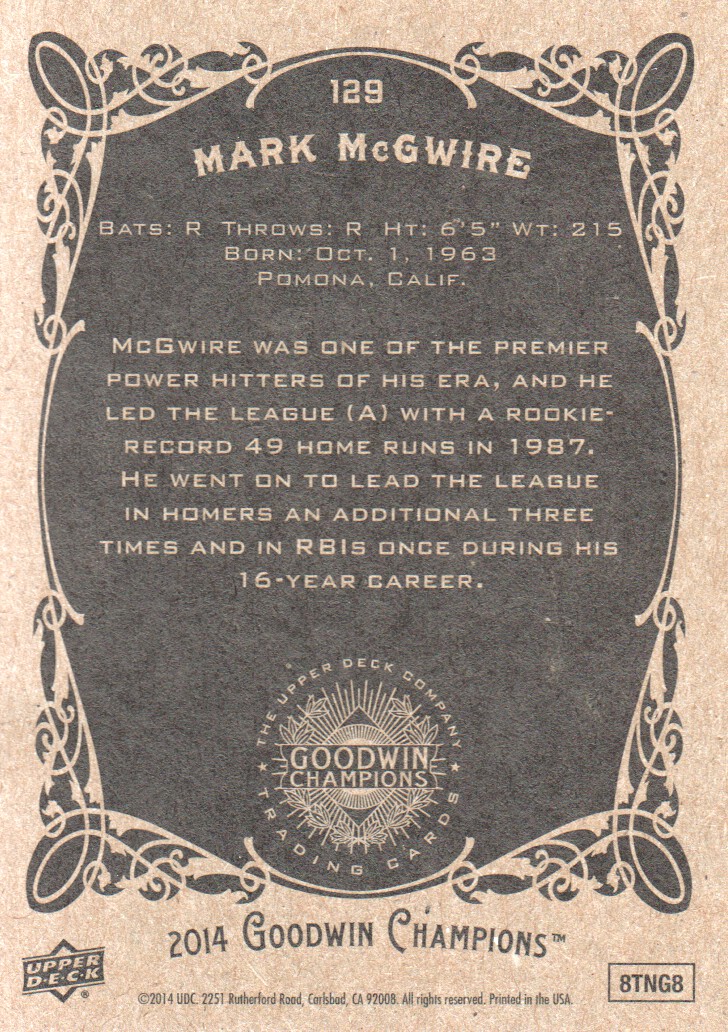 129
MARK McGWIRE
BATS: R THROWS: R HT: 6'5" WT: 215
BORN: OCT. 1, 1963
POMONA, CALIF.
McGWIRE WAS ONE OF THE PREMIER
POWER HITTERS OF HIS ERA, AND HE
LED THE LEAGUE (A) WITH A ROOKIE-
RECORD 49 HOME RUNS IN 1987.
HE WENT ON TO LEAD THE LEAGUE
IN HOMERS AN ADDITIONAL THREE
TIMES AND IN RBIs ONCE DURING HIS
16-YEAR CAREER.
THE UPPER DECK COMPANY
GOODWIN
CHAMPIONS
★ TRADING CARDS ★
2014 GOODWIN CHAMPIONS™
UPPER
D·E·C·K®
©2014 UDC. 2251 Rutherford Road, Carlsbad, CA 92008. All rights reserved. Printed in the USA.
8TNG8